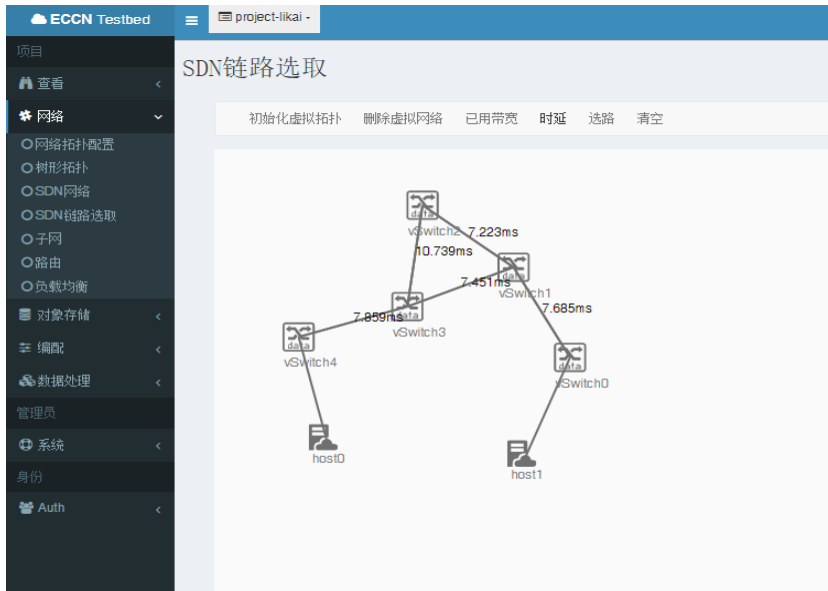 ECCN Testbed
project-likai
项目
查看
网络
网络拓扑配置
树形拓扑
SDN网络
SDN链路选取
子网
路由
负载均衡
对象存储
编配
数据处理
管理员
系统
身份
Auth
SDN链路选取
初始化虚拟拓扑 删除虚拟网络 已用带宽 时延 选路 清空
data
vSwitch2
7.223ms
10.739ms
data
7.451ms
vSwitch1
data
7.685ms
7.859ms
vSwitch3
data
vSwitch4
data
vSwitch0
host0
host1